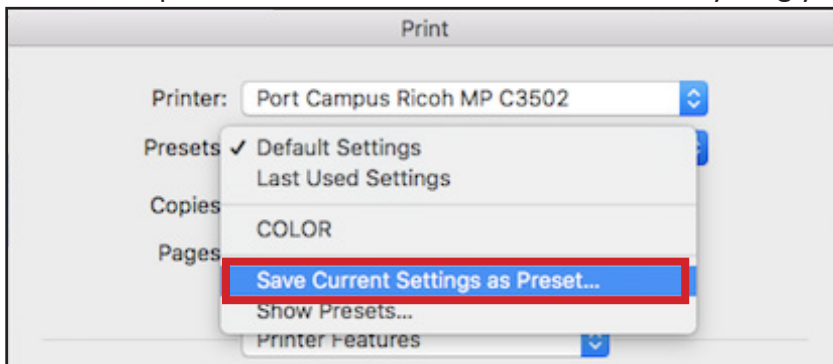 Print
Printer: Port Campus Ricoh MP C3502
Presets ✓ Default Settings
Last Used Settings
Copies
COLOR
Pages
Save Current Settings as Preset...
Show Presets...
Printer Features